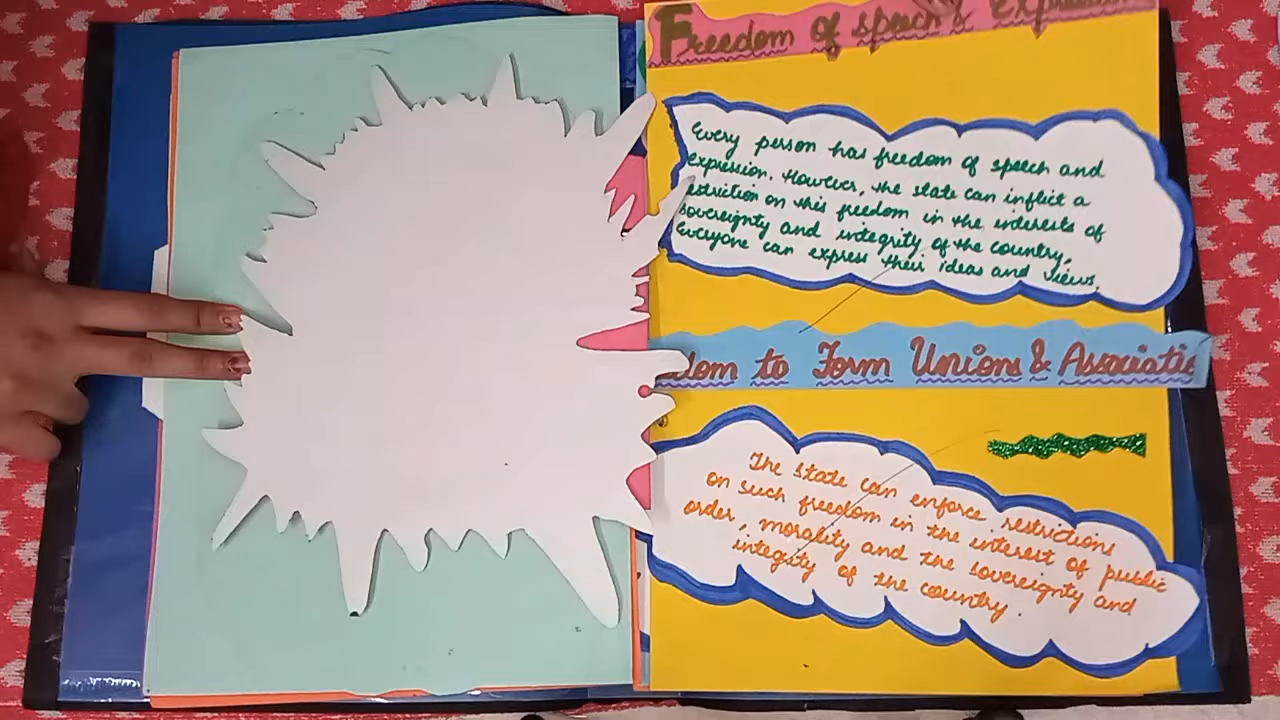 Freedom of speech & Expression
Every person has freedom of speech and
expression. However, the state can inflict a
estriction on this freedom in the interests of
sovereignty and integrity of the country.
Everyone can express their ideas and views.
dom to Form Unions & Associatio
The state can enforce restrictions
on such freedom in the interest of public
order, morality and the sovereignty and
integrity of the country.